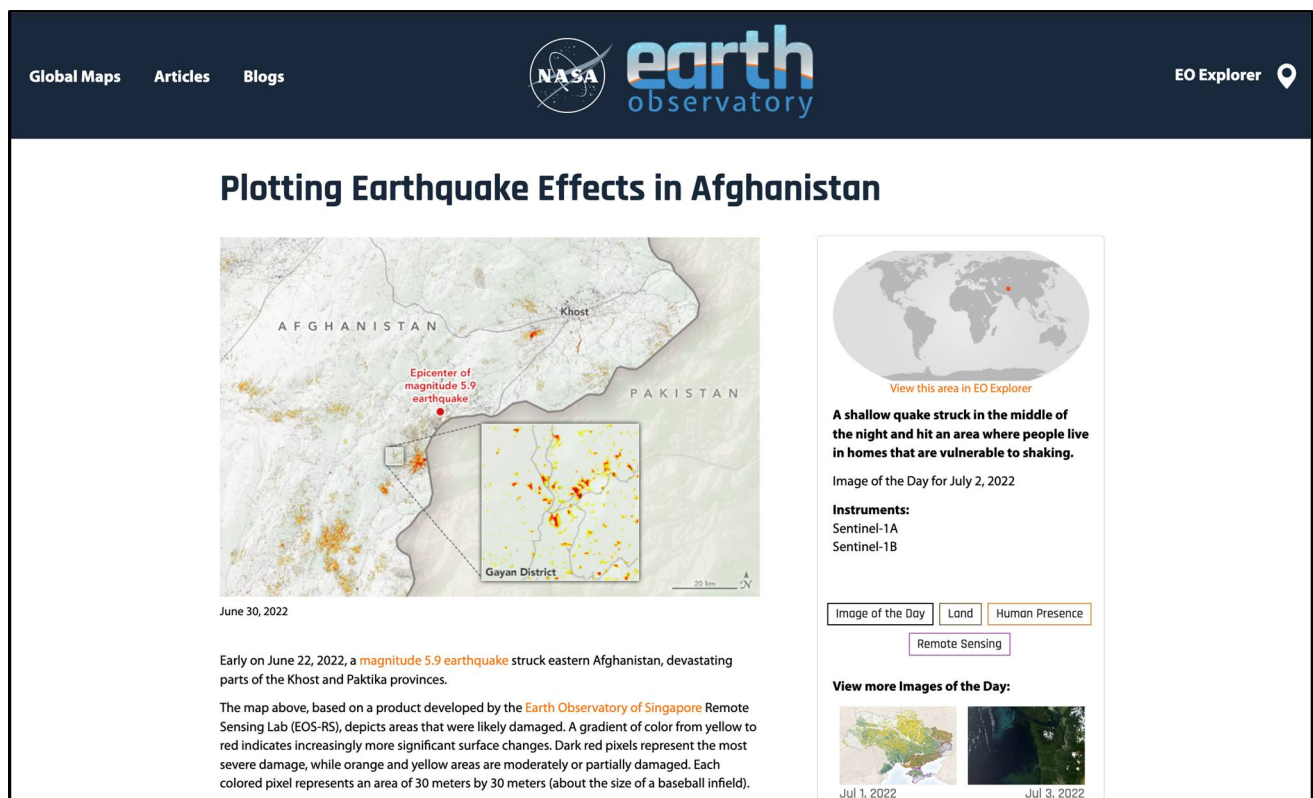 Global Maps
Articles
Blogs
NASA
earth
observatory
EO Explorer
Plotting Earthquake Effects in Afghanistan
AFGHANISTAN
Khost
Epicenter of
magnitude 5.9
earthquake
PAKISTAN
Gayan District
20 km
N
June 30, 2022
Early on June 22, 2022, a magnitude 5.9 earthquake struck eastern Afghanistan, devastating
parts of the Khost and Paktika provinces.
The map above, based on a product developed by the Earth Observatory of Singapore Remote
Sensing Lab (EOS-RS), depicts areas that were likely damaged. A gradient of color from yellow to
red indicates increasingly more significant surface changes. Dark red pixels represent the most
severe damage, while orange and yellow areas are moderately or partially damaged. Each
colored pixel represents an area of 30 meters by 30 meters (about the size of a baseball infield).
View this area in EO Explorer
A shallow quake struck in the middle of
the night and hit an area where people live
in homes that are vulnerable to shaking.
Image of the Day for July 2, 2022
Instruments:
Sentinel-1A
Sentinel-1B
Image of the Day
Land
Human Presence
Remote Sensing
View more Images of the Day:
Jul 1, 2022
Jul 3, 2022